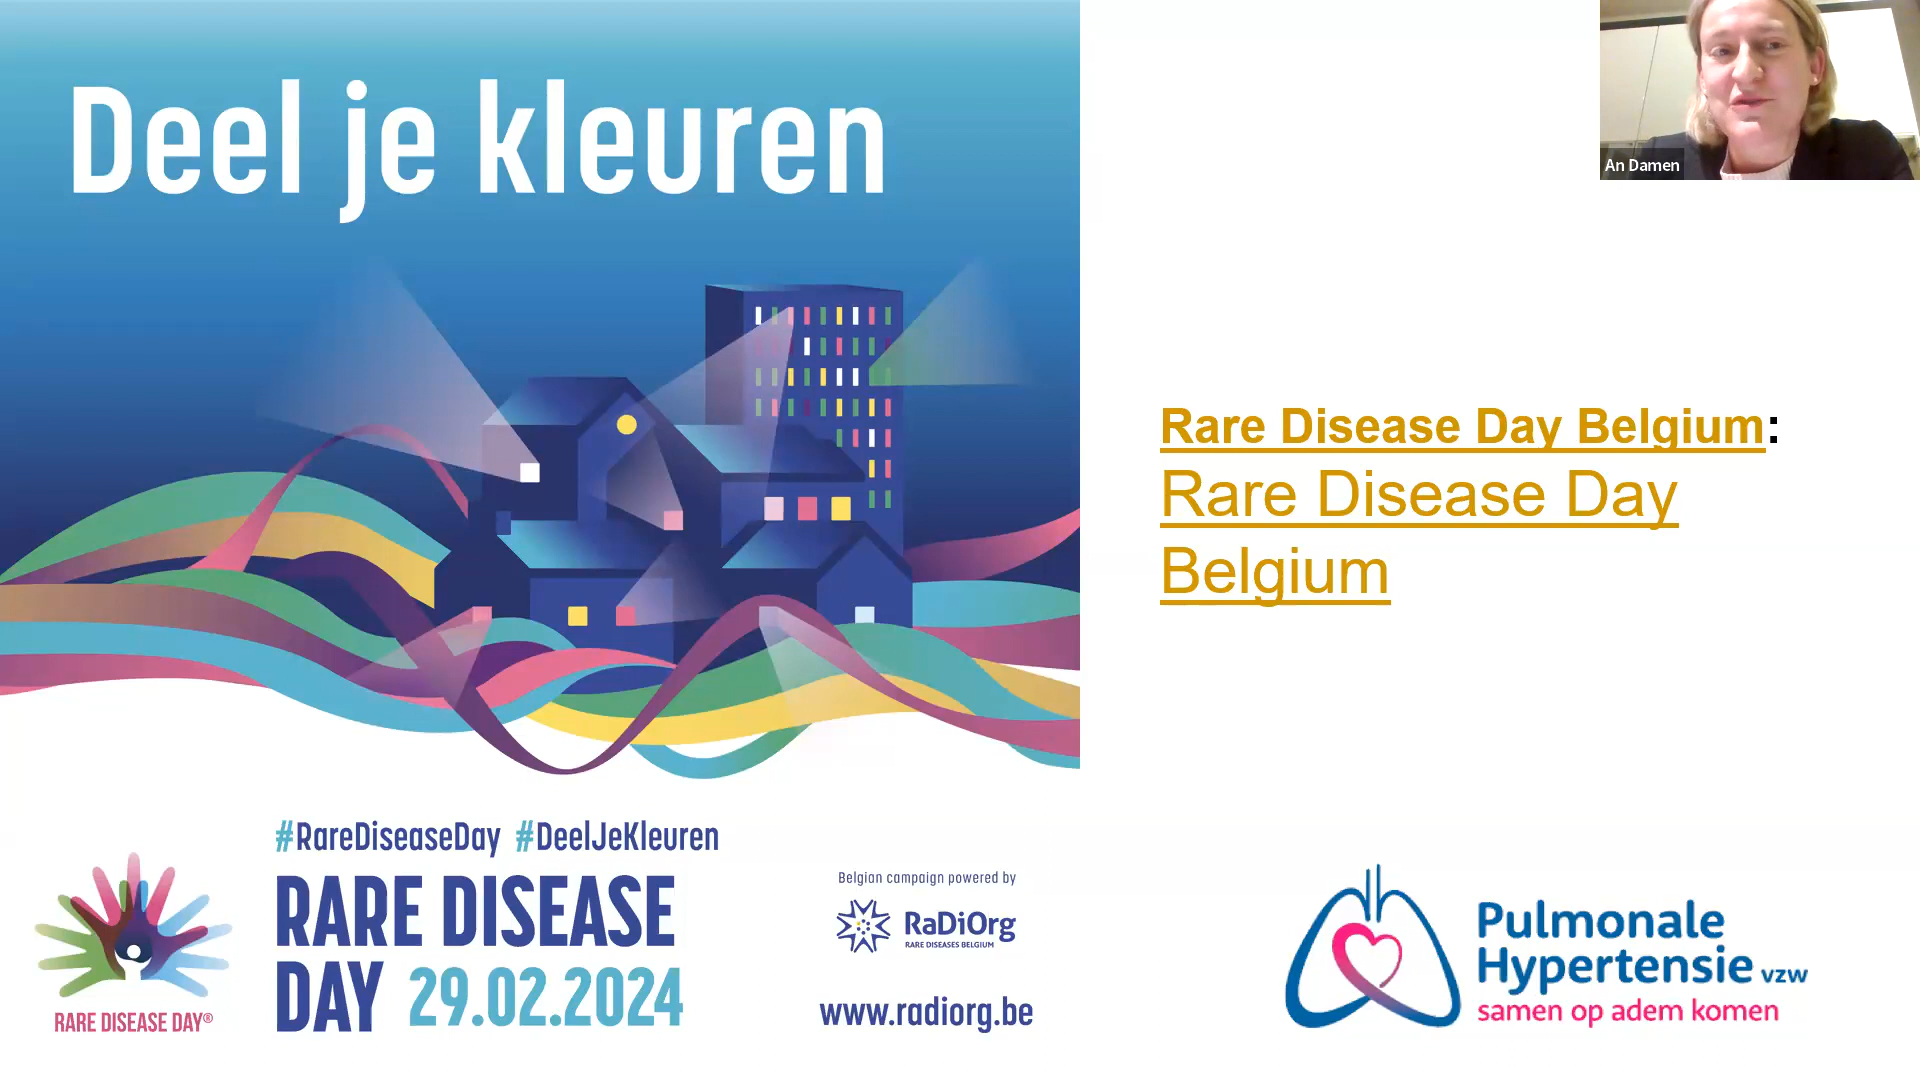 Deel je kleuren
An Damen
Rare Disease Day Belgium:
Rare Disease Day
Belgium
#RareDiseaseDay #DeelJeKleuren
RARE DISEASE
DAY 29.02.2024
RARE DISEASE DAY®
Belgian campaign powered by
RaDiOrg
RARE DISEASES BELGIUM
www.radiorg.be
Pulmonale
Hypertensie vzw
samen op adem komen